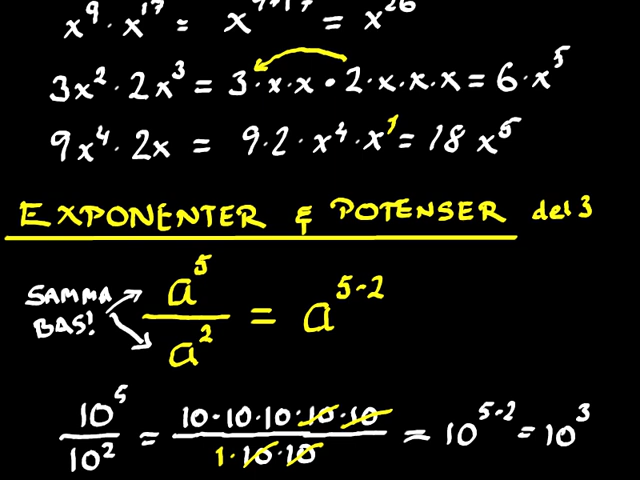 x⁹ · x¹⁷ = x⁹⁺¹⁷ = x²⁶
3x² · 2x³ = 3 · x · x • 2 · x · x · x = 6 · x⁵
9x⁴ · 2x = 9 · 2 · x⁴ · x¹ = 18 x⁵
EXPONENTER & POTENSER del 3
SAMMA BAS!
a⁵/a² = a⁵⁻²
10⁵/10² = 10 · 10 · 10 · 10 · 10 / 1 · 10 · 10 = 10⁵⁻² = 10³